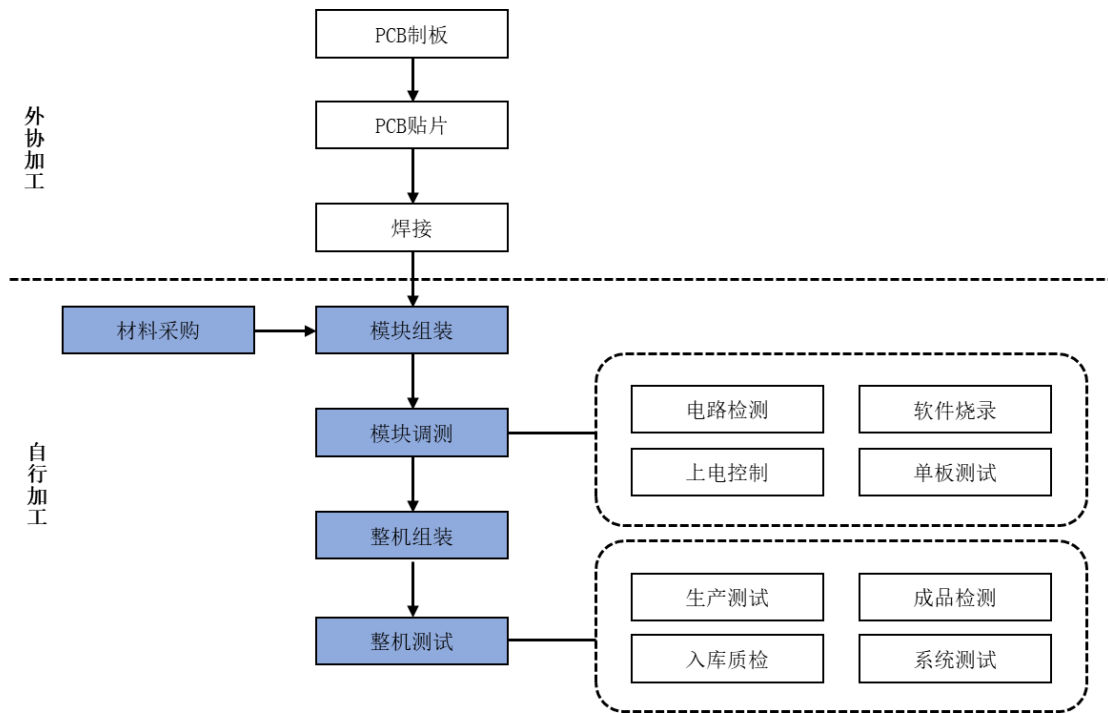 PCB制板
PCB贴片
外协加工
焊接
材料采购
模块组装
模块调测
电路检测
软件烧录
上电控制
单板测试
自行加工
整机组装
整机测试
生产测试
成品检测
入库质检
系统测试